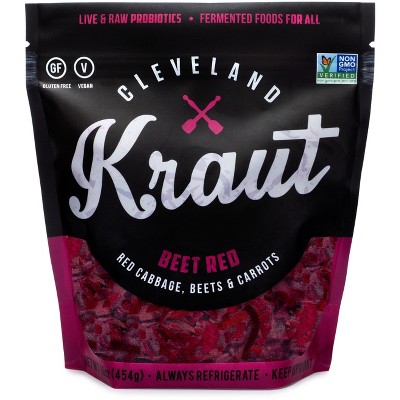 LIVE & RAW PROBIOTICS • FERMENTED FOODS FOR ALL
GF
GLUTEN FREE
V
VEGAN
NON
GMO
Project
VERIFIED
CLEVELAND
Kraut
BEET RED
RED CABBAGE, BEETS & CARROTS
(454g) • ALWAYS REFRIGERATE •